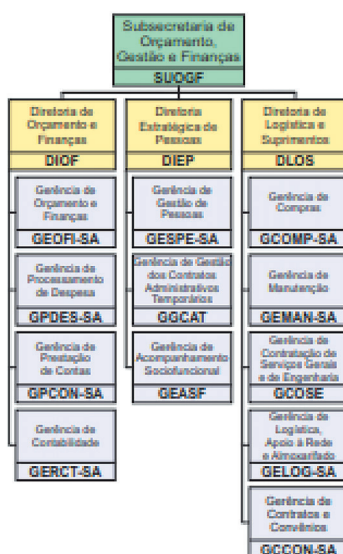 Subsecretaria de
Orçamento,
Gestão e Finanças
SUOGF
Diretoria de
Orçamento e
Finanças
DIOF
Gerência de
Orçamento e
Finanças
GEOFI-SA
Gerência de
Processamento
de Despesa
GPDES-SA
Gerência de
Prestação
de Contas
GPCON-SA
Gerência de
Contabilidade
GERCT-SA
Diretoria
Estratégica de
Pessoas
DIEP
Gerência de
Gestão de
Pessoas
GESPE-SA
Gerência de Gestão
dos Contratos
Administrativos
Temporários
GGCAT
Gerência de
Acompanhamento
Sociofuncional
GEASF
Diretoria de
Logística e
Suprimentos
DLOS
Gerência de
Compras
GCOMP-SA
Gerência de
Manutenção
GEMAN-SA
Gerência de
Contratação de
Serviços Gerais
e de Engenharia
GCOSE
Gerência de
Logística,
Apoio à Rede
e Almoxarifado
GELOG-SA
Gerência de
Contratos e
Convênios
GCCON-SA